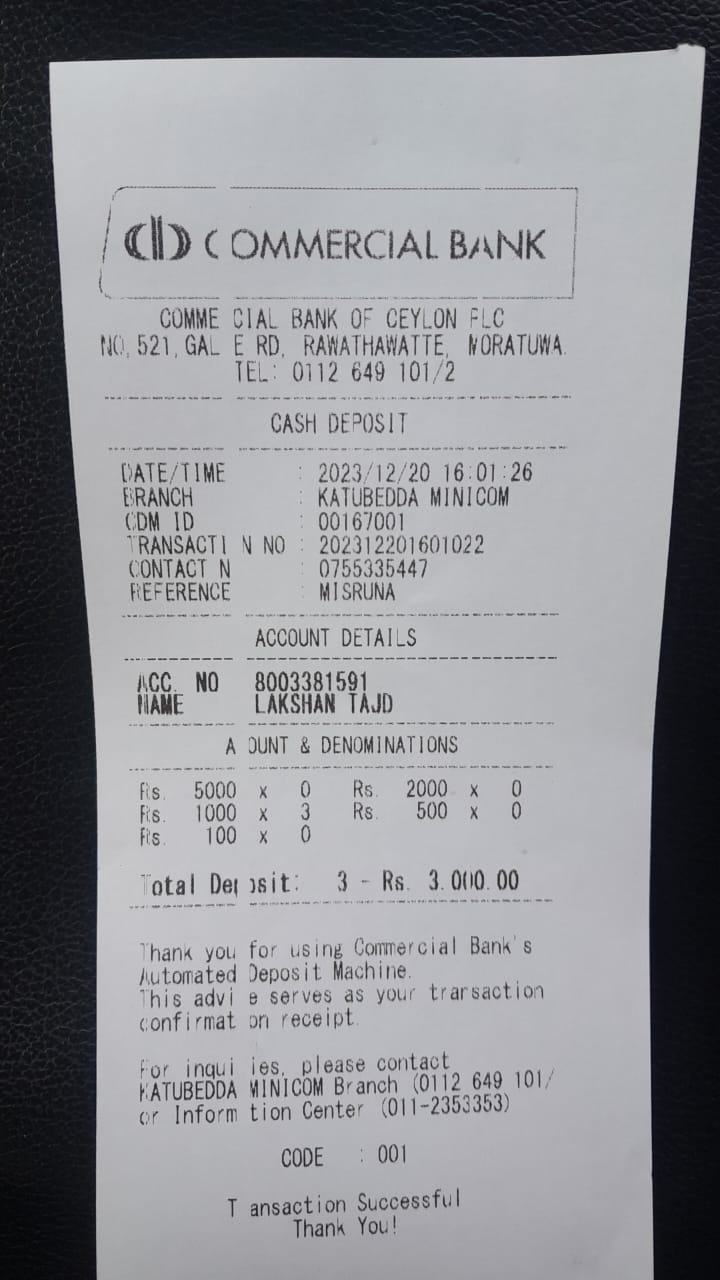 COMMERCIAL BANK
COMME CIAL BANK OF CEYLON PLC
NO, 521, GAL E RD, RAWATHAWATTE, MORATUWA.
TEL: 0112 649 101/2
CASH DEPOSIT
DATE/TIME : 2023/12/20 16:01:26
BRANCH : KATUBEDDA MINICOM
CDM ID : 00167001
TRANSACTI N NO : 202312201601022
CONTACT N : 0755335447
REFERENCE : MISRUNA
ACCOUNT DETAILS
ACC. NO 8003381591
NAME LAKSHAN TAJD
A OUNT & DENOMINATIONS
Rs. 5000 x 0 Rs. 2000 x 0
Rs. 1000 x 3 Rs. 500 x 0
Rs. 100 x 0
Total Deposit: 3 - Rs. 3,000.00
Thank you for using Commercial Bank's
Automated Deposit Machine.
This advi e serves as your transaction
confirmat on receipt.
For inqui ies, please contact
KATUBEDDA MINICOM Branch (0112 649 101/
or Inform tion Center (011-2353353)
CODE : 001
T ansaction Successful
Thank You!